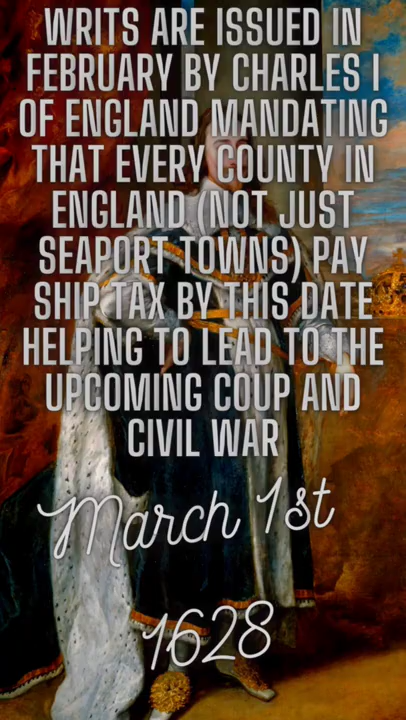 WRITS ARE ISSUED IN
FEBRUARY BY CHARLES I
OF ENGLAND MANDATING
THAT EVERY COUNTY IN
ENGLAND (NOT JUST
SEAPORT TOWNS) PAY
SHIP TAX BY THIS DATE
HELPING TO LEAD TO THE
UPCOMING COUP AND
CIVIL WAR
March 1st
1628